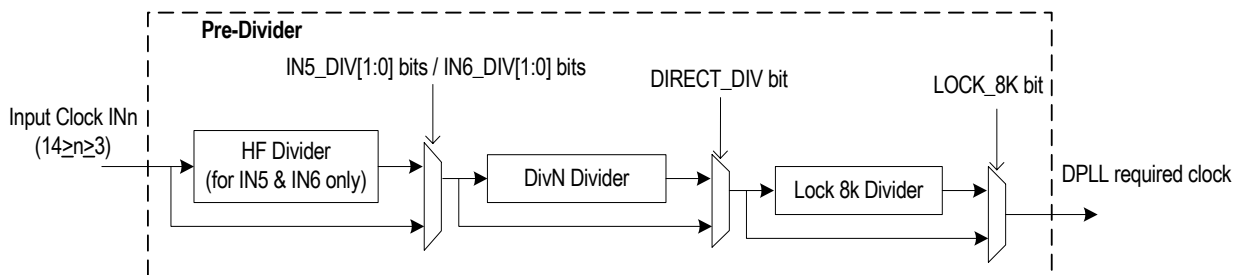 Pre-Divider
IN5_DIV[1:0] bits / IN6_DIV[1:0] bits
DIRECT_DIV bit
LOCK_8K bit
Input Clock INn
(14≥n≥3)
HF Divider
(for IN5 & IN6 only)
DivN Divider
Lock 8k Divider
DPLL required clock